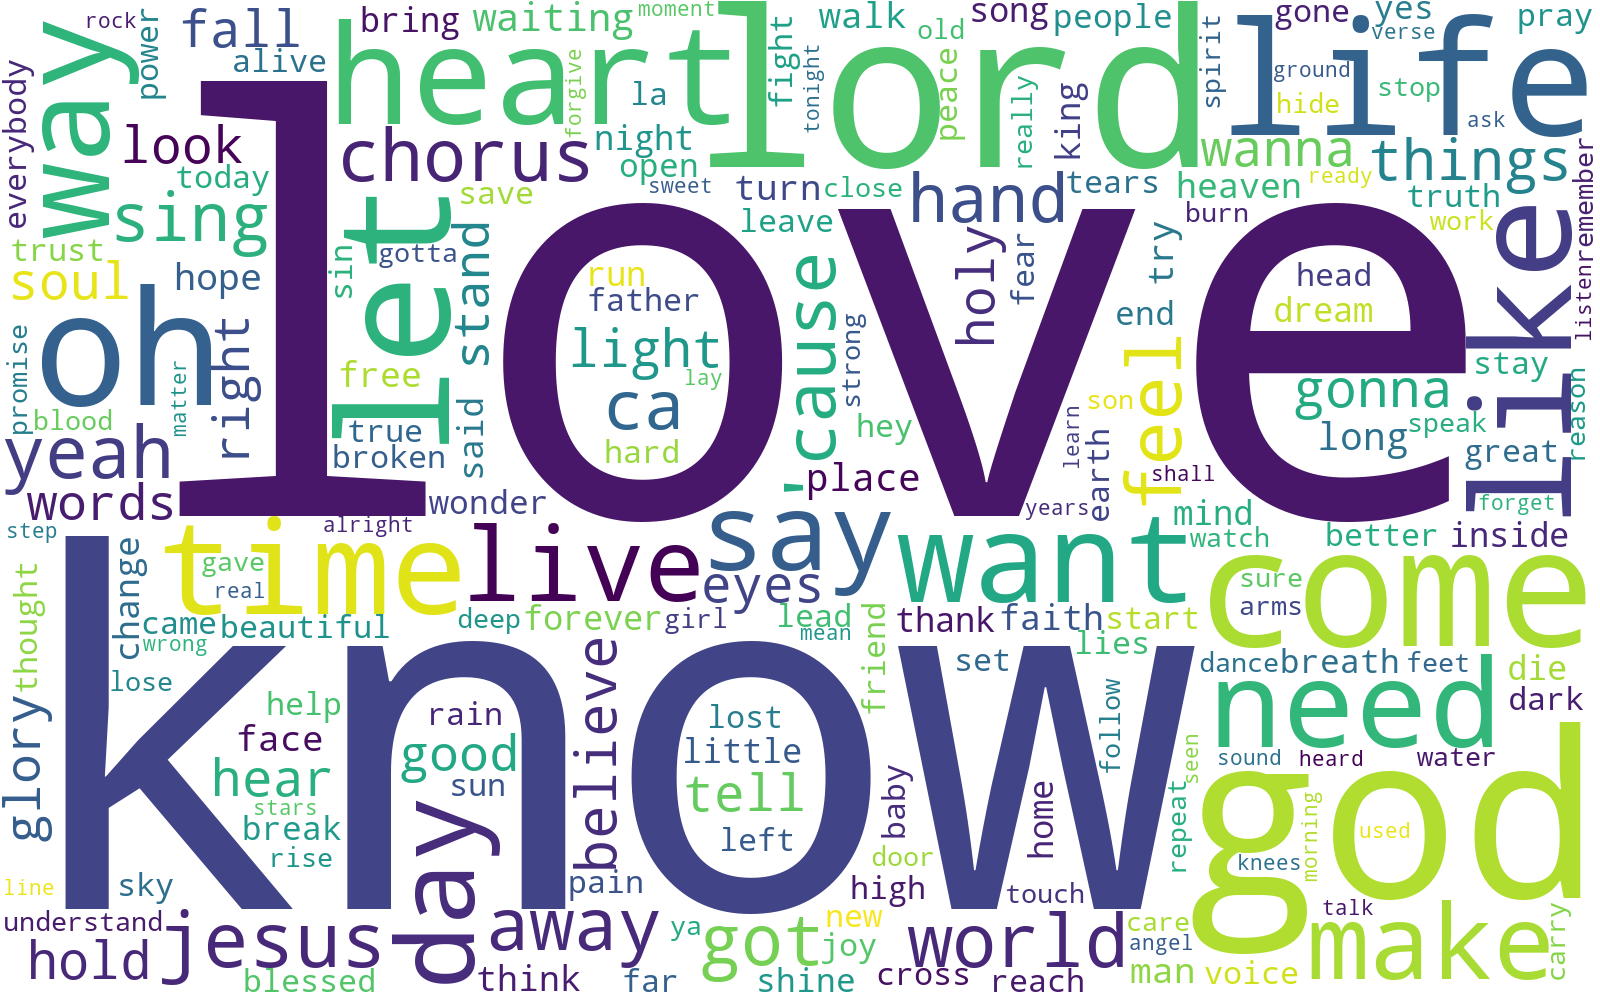 rock
fall
bring
waiting
moment
walk
old
song
people
gone
yes
verse
pray
power
alive
heart
forgive
la
fight
tonight
lord
peace
really
king
spirit
life
ground
hide
stop
ask
everybody
way
look
today
sing
chorus
night
open
save
sweet
turn
close
leave
hand
tears
wanna
heaven
ready
burn
things
truth
work
listen
remember
trust
soul
hope
oh
right
sin
let
gotta
stand
love
run
father
light
lay
ca
hard
'cause
strong
holy
fear
try
end
head
dream
like
promise
matter
blood
free
true
broken
said
hey
place
learn
earth
son
feel
shall
gonna
long
speak
stay
great
reason
yeah
words
wonder
years
mind
watch
better
inside
forget
step
alright
time
gave
real
live
say
eyes
want
come
sure
arms
thought
change
came
wrong
beautiful
deep
forever
girl
lead
mean
friend
thank
faith
start
lies
set
dance
breath
feet
die
dark
lose
glory
know
help
face
hear
stars
break
rise
rain
good
sun
believe
lost
little
tell
left
baby
door
home
follow
repeat
seen
need
sound
heard
water
god
used
knees
morning
line
sky
day
pain
high
touch
understand
jesus
hold
blessed
away
think
far
ya
got
new
joy
shine
world
cross
reach
care
angel
man
voice
talk
make
carry